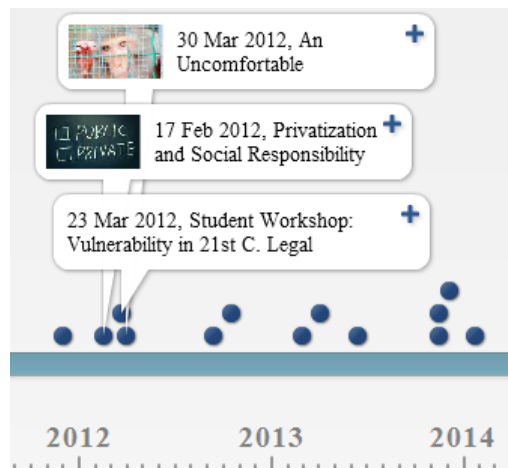 30 Mar 2012, An
Uncomfortable
PUBLIC
PRIVATE
17 Feb 2012, Privatization
and Social Responsibility
23 Mar 2012, Student Workshop:
Vulnerability in 21st C. Legal
2012 2013 2014